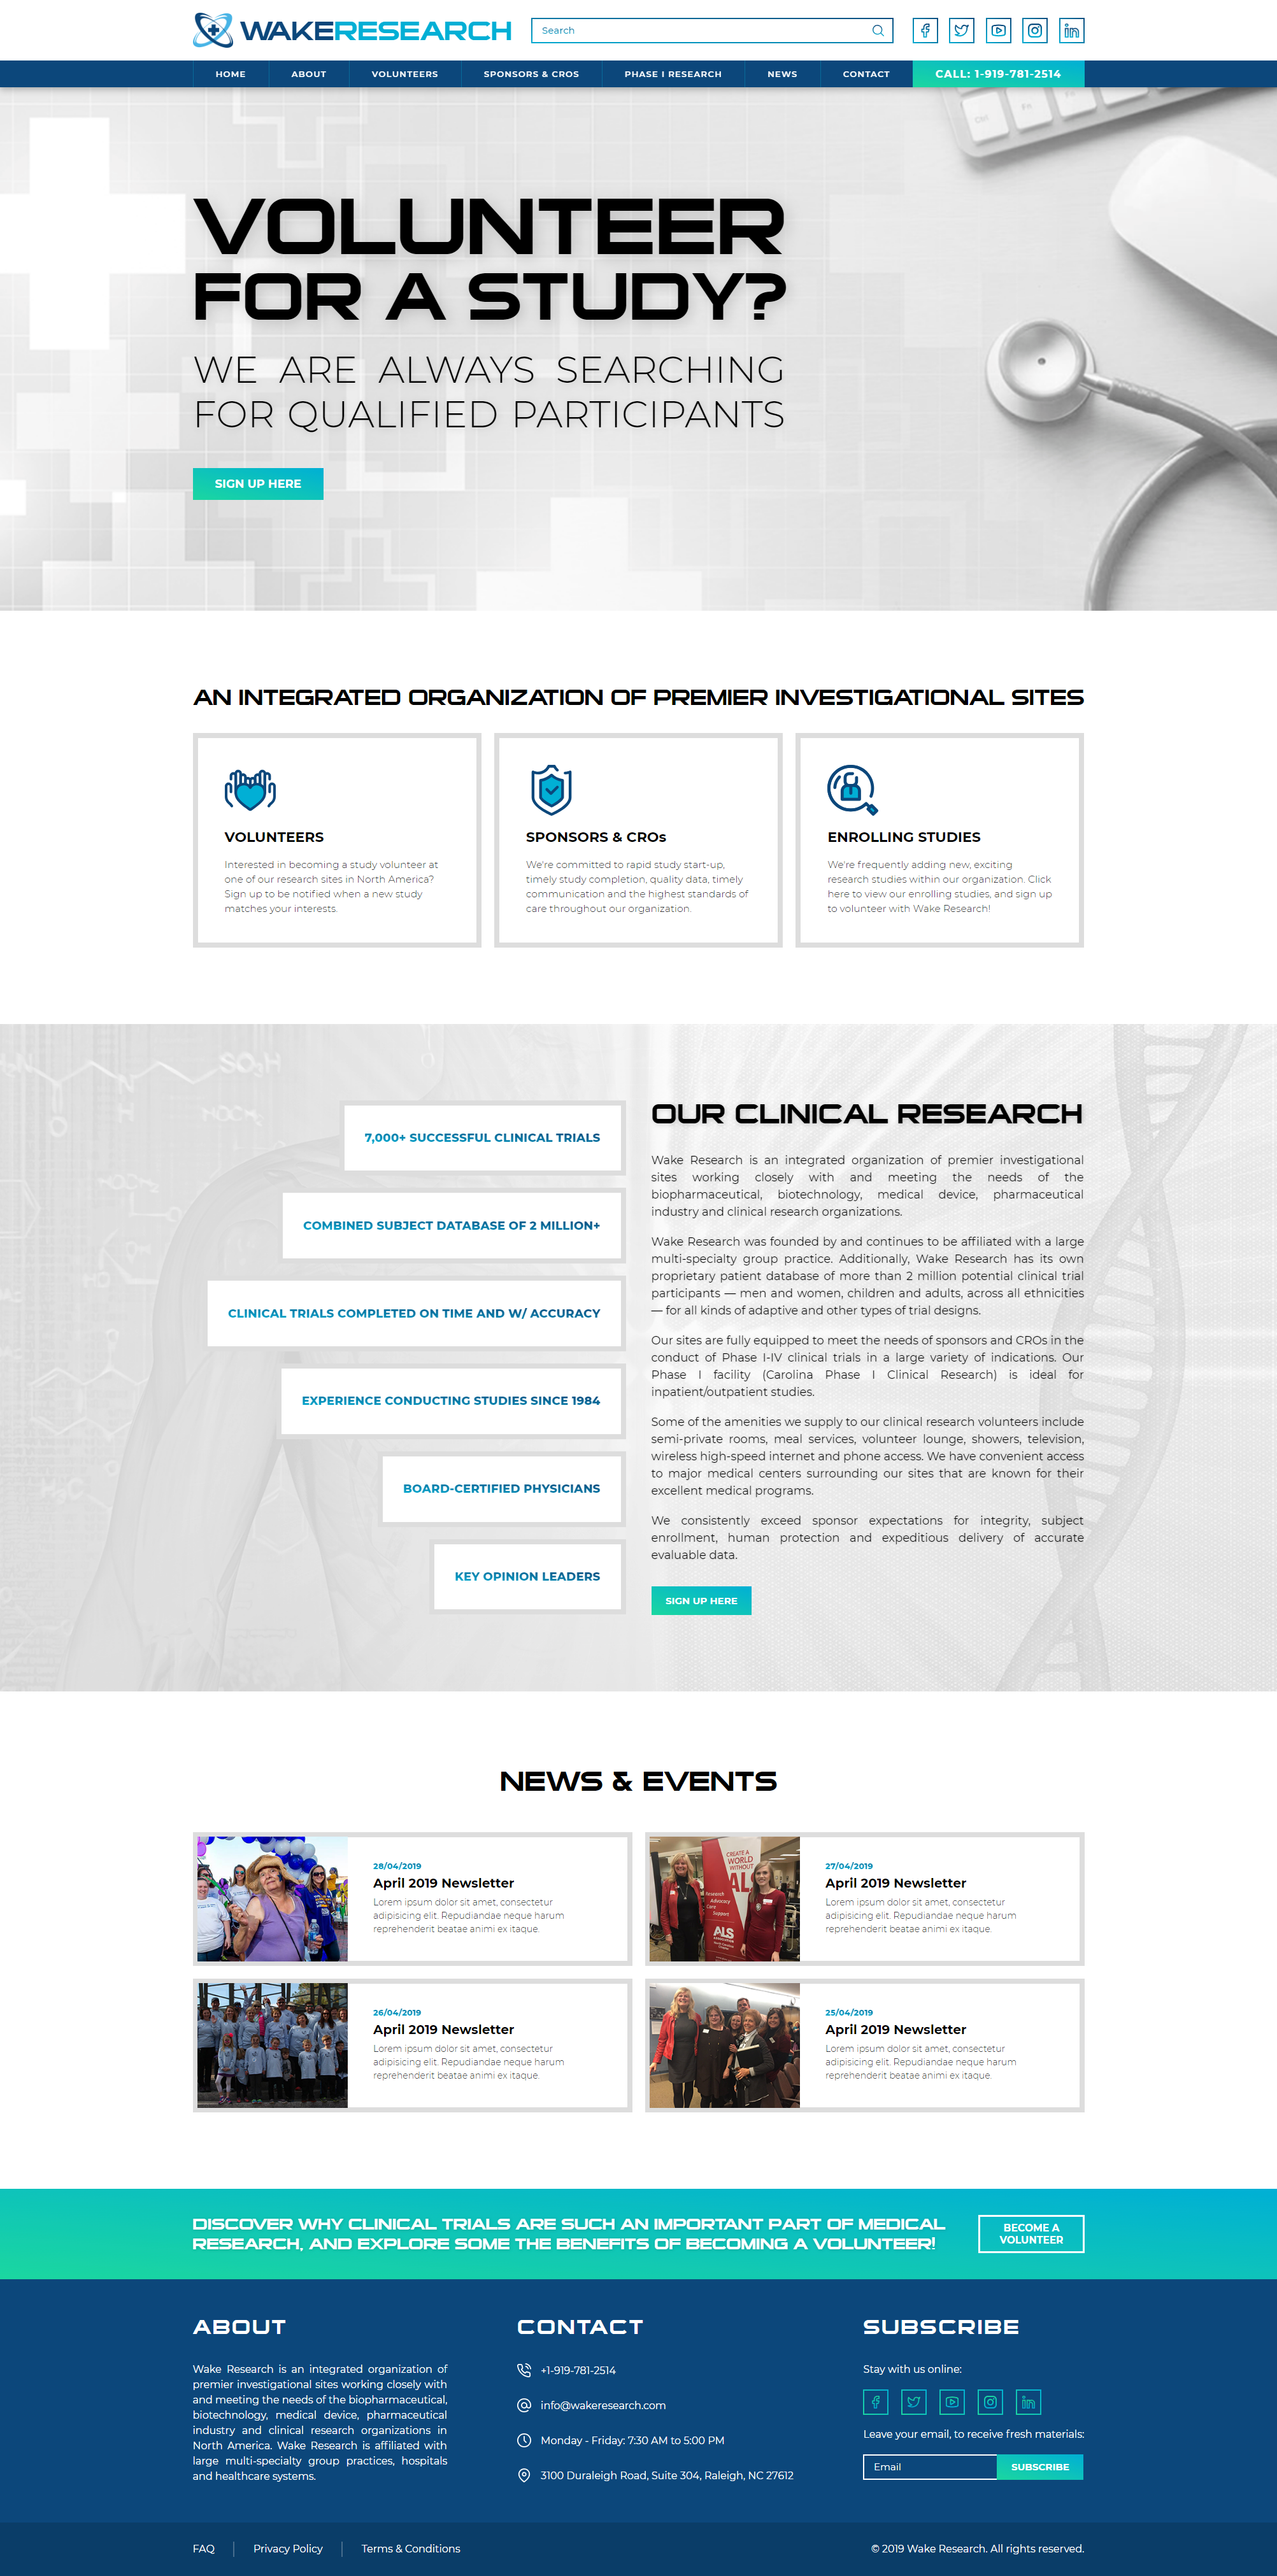 WAKERESEARCH
Search
HOME
ABOUT
VOLUNTEERS
SPONSORS & CROS
PHASE I RESEARCH
NEWS
CONTACT
CALL: 1-919-781-2514
VOLUNTEER
FOR A STUDY?
WE ARE ALWAYS SEARCHING
FOR QUALIFIED PARTICIPANTS
SIGN UP HERE
AN INTEGRATED ORGANIZATION OF PREMIER INVESTIGATIONAL SITES
VOLUNTEERS
Interested in becoming a study volunteer at
one of our research sites in North America?
Sign up to be notified when a new study
matches your interests.
SPONSORS & CROs
We're committed to rapid study start-up,
timely study completion, quality data, timely
communication and the highest standards of
care throughout our organization.
ENROLLING STUDIES
We're frequently adding new, exciting
research studies within our organization. Click
here to view our enrolling studies, and sign up
to volunteer with Wake Research!
SO₃H
7,000+ SUCCESSFUL CLINICAL TRIALS
COMBINED SUBJECT DATABASE OF 2 MILLION+
CLINICAL TRIALS COMPLETED ON TIME AND W/ ACCURACY
EXPERIENCE CONDUCTING STUDIES SINCE 1984
BOARD-CERTIFIED PHYSICIANS
KEY OPINION LEADERS
OUR CLINICAL RESEARCH
Wake Research is an integrated organization of premier investigational
sites working closely with and meeting the needs of the
biopharmaceutical, biotechnology, medical device, pharmaceutical
industry and clinical research organizations.
Wake Research was founded by and continues to be affiliated with a large
multi-specialty group practice. Additionally, Wake Research has its own
proprietary patient database of more than 2 million potential clinical trial
participants — men and women, children and adults, across all ethnicities
— for all kinds of adaptive and other types of trial designs.
Our sites are fully equipped to meet the needs of sponsors and CROs in the
conduct of Phase I-IV clinical trials in a large variety of indications. Our
Phase I facility (Carolina Phase I Clinical Research) is ideal for
inpatient/outpatient studies.
Some of the amenities we supply to our clinical research volunteers include
semi-private rooms, meal services, volunteer lounge, showers, television,
wireless high-speed internet and phone access. We have convenient access
to major medical centers surrounding our sites that are known for their
excellent medical programs.
We consistently exceed sponsor expectations for integrity, subject
enrollment, human protection and expeditious delivery of accurate
evaluable data.
SIGN UP HERE
NEWS & EVENTS
28/04/2019
April 2019 Newsletter
Lorem ipsum dolor sit amet, consectetur
adipisicing elit. Repudiandae neque harum
reprehenderit beatae animi ex itaque.
CREATE A
WORLD
WITHOUT
AL
Research
Advocacy
Care
Support
ALS
27/04/2019
April 2019 Newsletter
Lorem ipsum dolor sit amet, consectetur
adipisicing elit. Repudiandae neque harum
reprehenderit beatae animi ex itaque.
26/04/2019
April 2019 Newsletter
Lorem ipsum dolor sit amet, consectetur
adipisicing elit. Repudiandae neque harum
reprehenderit beatae animi ex itaque.
25/04/2019
April 2019 Newsletter
Lorem ipsum dolor sit amet, consectetur
adipisicing elit. Repudiandae neque harum
reprehenderit beatae animi ex itaque.
DISCOVER WHY CLINICAL TRIALS ARE SUCH AN IMPORTANT PART OF MEDICAL
RESEARCH, AND EXPLORE SOME THE BENEFITS OF BECOMING A VOLUNTEER!
BECOME A
VOLUNTEER
ABOUT
Wake Research is an integrated organization of
premier investigational sites working closely with
and meeting the needs of the biopharmaceutical,
biotechnology, medical device, pharmaceutical
industry and clinical research organizations in
North America. Wake Research is affiliated with
large multi-specialty group practices, hospitals
and healthcare systems.
CONTACT
+1-919-781-2514
info@wakeresearch.com
Monday - Friday: 7:30 AM to 5:00 PM
3100 Duraleigh Road, Suite 304, Raleigh, NC 27612
SUBSCRIBE
Stay with us online:
Leave your email, to receive fresh materials:
Email
SUBSCRIBE
FAQ
Privacy Policy
Terms & Conditions
© 2019 Wake Research. All rights reserved.